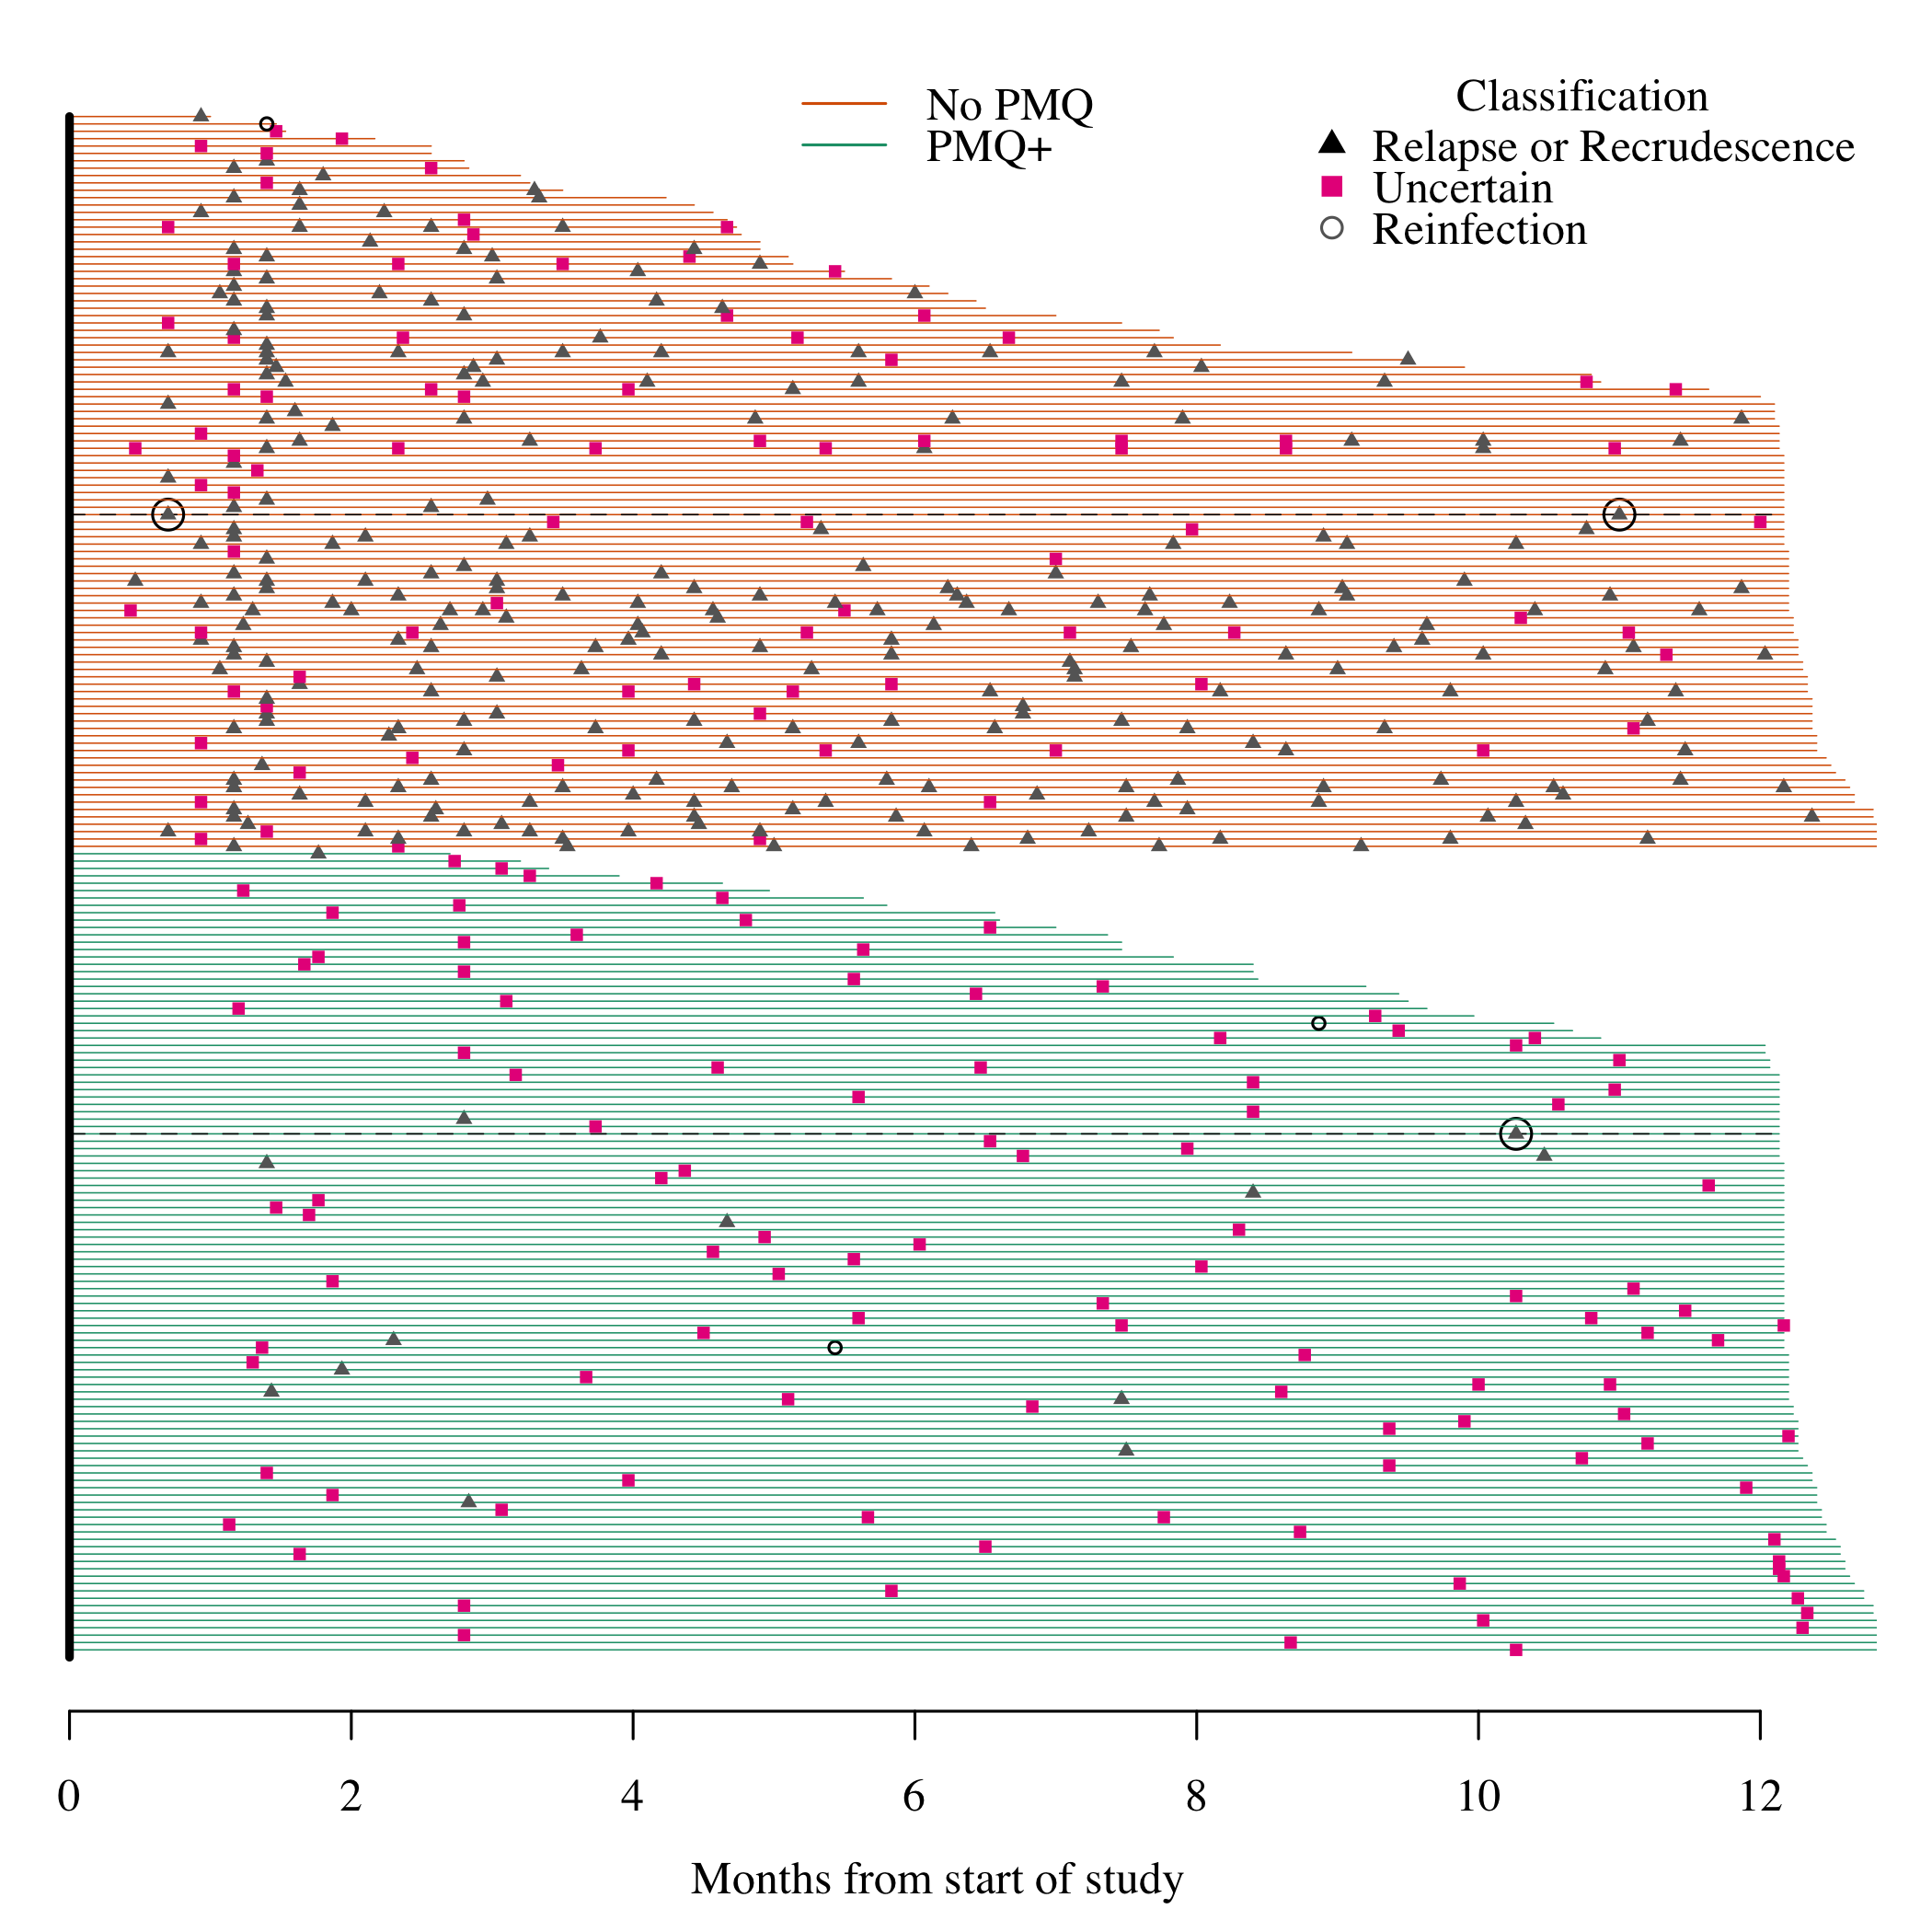 Classification
No PMQ
PMQ+
Relapse or Recrudescence
Uncertain
Reinfection
0 2 4 6 8 10 12
Months from start of study